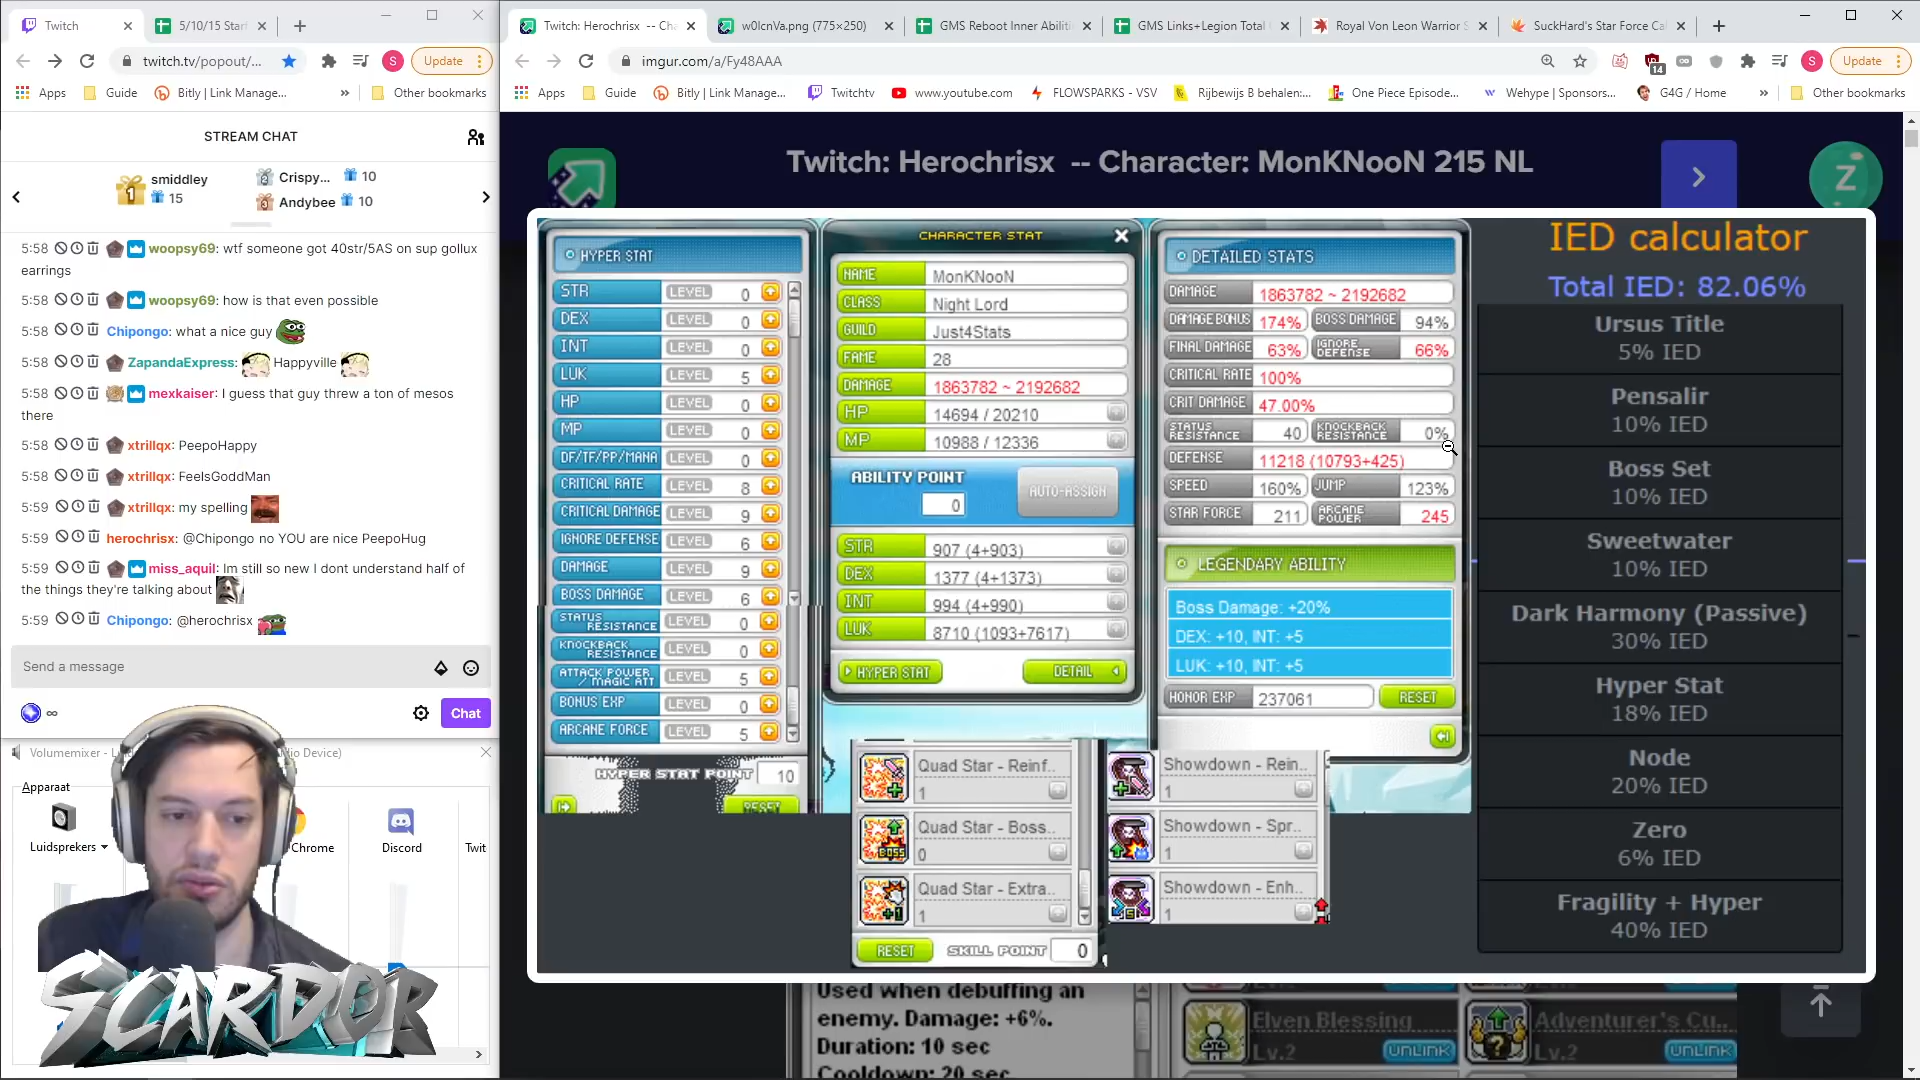 Twitch
5/10/15 Star
Twitch: Herochrisx -- Ch
w0lcnVa.png (775×250)
GMS Reboot Inner Abiliti
GMS Links+Legion Total
Royal Von Leon Warrior S
SuckHard's Star Force Ca
twitch.tv/popout/...
S
Update
imgur.com/a/Fy48AAA
14
S
Update
Apps
Guide
Bitly | Link Manage...
»
Other bookmarks
Apps
Guide
Bitly | Link Manage...
Twitchtv
www.youtube.com
FLOWSPARKS - VSV
Rijbewijs B behalen:...
One Piece Episode...
Wehype | Sponsors...
G4G / Home
»
Other bookmarks
STREAM CHAT
1 smiddley
15
2 Crispy... 10
3 Andybee 10
5:58 woopsy69: wtf someone got 40str/5AS on sup gollux
earrings
5:58 woopsy69: how is that even possible
5:58 Chipongo: what a nice guy
5:58 ZapandaExpress: Happyville
5:58 mexkaiser: I guess that guy threw a ton of mesos
there
5:58 xtrillqx: PeepoHappy
5:58 xtrillqx: FeelsGoddMan
5:59 xtrillqx: my spelling
5:59 herochrisx: @Chipongo no YOU are nice PeepoHug
5:59 miss_aquil: Im still so new I dont understand half of
the things they're talking about
5:59 Chipongo: @herochrisx
Send a message
∞
Chat
Volumemixer - Lu
io Device)
Apparaat
Luidsprekers
Chrome
Discord
Twit
SCARDOR
Twitch: Herochrisx -- Character: MonKNooN 215 NL
Z
HYPER STAT
STR LEVEL 0
DEX LEVEL 0
INT LEVEL 0
LUK LEVEL 5
HP LEVEL 0
MP LEVEL 0
DF/TF/PP/MANA LEVEL 0
CRITICAL RATE LEVEL 8
CRITICAL DAMAGE LEVEL 9
IGNORE DEFENSE LEVEL 6
DAMAGE LEVEL 9
BOSS DAMAGE LEVEL 6
STATUS RESISTANCE LEVEL 0
KNOCKBACK RESISTANCE LEVEL 0
ATTACK POWER / MAGIC ATT LEVEL 5
BONUS EXP LEVEL 0
ARCANE FORCE LEVEL 5
HYPER STAT POINT 10
RESET
CHARACTER STAT
NAME MonKNooN
CLASS Night Lord
GUILD Just4Stats
FAME 28
DAMAGE 1863782 ~ 2192682
HP 14694 / 20210
MP 10988 / 12336
ABILITY POINT
0
AUTO-ASSIGN
STR 907 (4+903)
DEX 1377 (4+1373)
INT 994 (4+990)
LUK 8710 (1093+7617)
HYPER STAT
DETAIL
DETAILED STATS
DAMAGE 1863782 ~ 2192682
DAMAGE BONUS 174% BOSS DAMAGE 94%
FINAL DAMAGE 63% IGNORE DEFENSE 66%
CRITICAL RATE 100%
CRIT DAMAGE 47.00%
STATUS RESISTANCE 40 KNOCKBACK RESISTANCE 0%
DEFENSE 11218 (10793+425)
SPEED 160% JUMP 123%
STAR FORCE 211 ARCANE POWER 245
LEGENDARY ABILITY
Boss Damage: +20%
DEX: +10, INT: +5
LUK: +10, INT: +5
HONOR EXP 237061 RESET
Quad Star - Reinf..
1
Quad Star - Boss..
0
Quad Star - Extra..
1
RESET SKILL POINT 0
Showdown - Rein..
1
Showdown - Spr..
1
Showdown - Enh..
1
IED calculator
Total IED: 82.06%
Ursus Title
5% IED
Pensalir
10% IED
Boss Set
10% IED
Sweetwater
10% IED
Dark Harmony (Passive)
30% IED
Hyper Stat
18% IED
Node
20% IED
Zero
6% IED
Fragility + Hyper
40% IED
Used when debuffing an
enemy. Damage: +6%.
Duration: 10 sec
Cooldown: 20 sec
Elven Blessing
Lv.2 UNLINK
Adventurer's Cu..
Lv.2 UNLINK